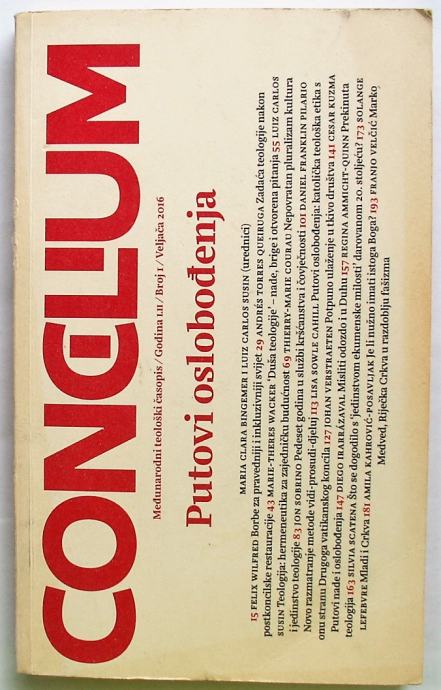 CONCILIUM
Međunarodni teološki časopis / Godina LII / Broj 1 / Veljača 2016
Putovi oslobođenja
MARIA CLARA BINGEMER I LUIZ CARLOS SUSIN (urednici)
15 FELIX WILFRED Borbe za pravedniji i inkluzivniji svijet 29 ANDRÉS TORRES QUEIRUGA Zadaća teologije nakon
postkoncilske restauracije 43 MARIE-THERES WACKER 'Duša teologije' – nade, brige i otvorena pitanja 55 LUIZ CARLOS
SUSIN Teologija: hermeneutika za zajedničku budućnost 69 THIERRY-MARIE COURAU Nepovratan pluralizam kultura
i jedinstvo teologije 83 JON SOBRINO Pedeset godina u službi kršćanstva i čovječnosti 101 DANIEL FRANKLIN PILARIO
Novo razmatranje metode vidi-prosudi-djeluj 113 LISA SOWLE CAHILL Putovi oslobođenja: katolička teološka etika s
onu stranu Drugoga vatikanskog koncila 127 JOHAN VERSTRAETEN Potpuno ulaženje u tkivo društva 141 CESAR KUZMA
Putovi nade i oslobođenja 147 DIEGO IRARRÁZAVAL Misliti odozdo i u Duhu 157 REGINA AMMICHT-QUINN Prekinuta
teologija 163 SILVIA SCATENA Što se dogodilo s 'jedinstvom ekumenske milosti' darovanom 20. stoljeću? 173 SOLANGE
LEFEBVRE Mladi i Crkva 181 AMILA KAHROVIĆ-POSAVLJAK Je li nužno imati istoga Boga? 193 FRANJO VELČIĆ Marko
Medved, Riječka Crkva u razdoblju fašizma